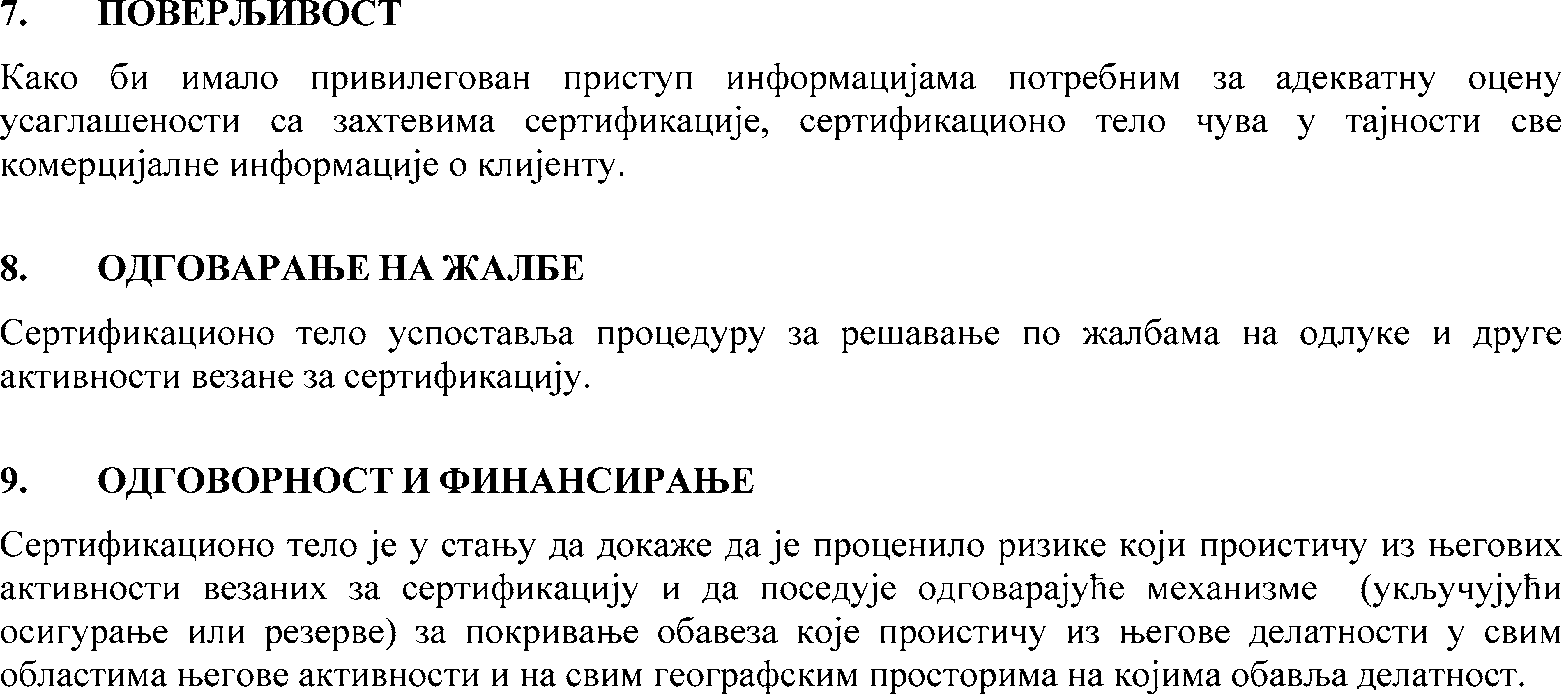 7. ПОВЕРЉИВОСТ
Како би имало привилегован приступ информацијама потребним за адекватну оцену
усаглашености са захтевима сертификације, сертификационо тело чува у тајности све
комерцијалне информације о клијенту.
8. ОДГОВАРАЊЕ НА ЖАЛБЕ
Сертификационо тело успоставља процедуру за решавање по жалбама на одлуке и друге
активности везане за сертификацију.
9. ОДГОВОРНОСТ И ФИНАНСИРАЊЕ
Сертификационо тело је у стању да докаже да је проценило ризике који проистичу из његових
активности везаних за сертификацију и да поседује одговарајуће механизме (укључујући
осигурање или резерве) за покривање обавеза које проистичу из његове делатности у свим
областима његове активности и на свим географским просторима на којима обавља делатност.